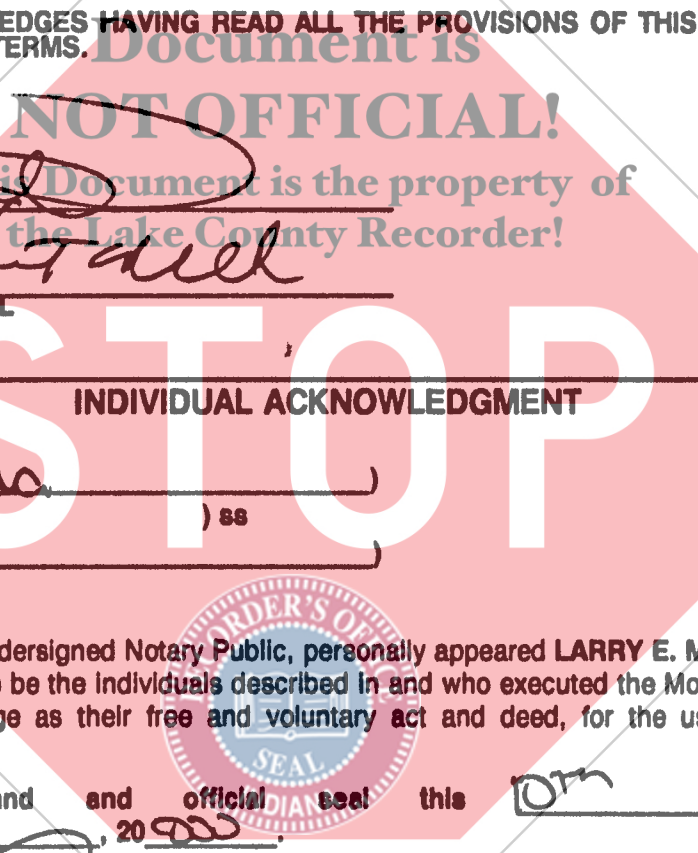 EDGES HAVING READ ALL THE PROVISIONS OF THIS
TERMS.
Document is
NOT OFFICIAL!
is Document is the property of
the Lake County Recorder!
STOP
INDIVIDUAL ACKNOWLEDGMENT
)
) ss
)
RECORDER'S OFFICE
dersigned Notary Public, personally appeared LARRY E. M
o be the individuals described in and who executed the Mo
ge as their free and voluntary act and deed, for the us
SEAL
INDIANA
and and official seal this
, 20